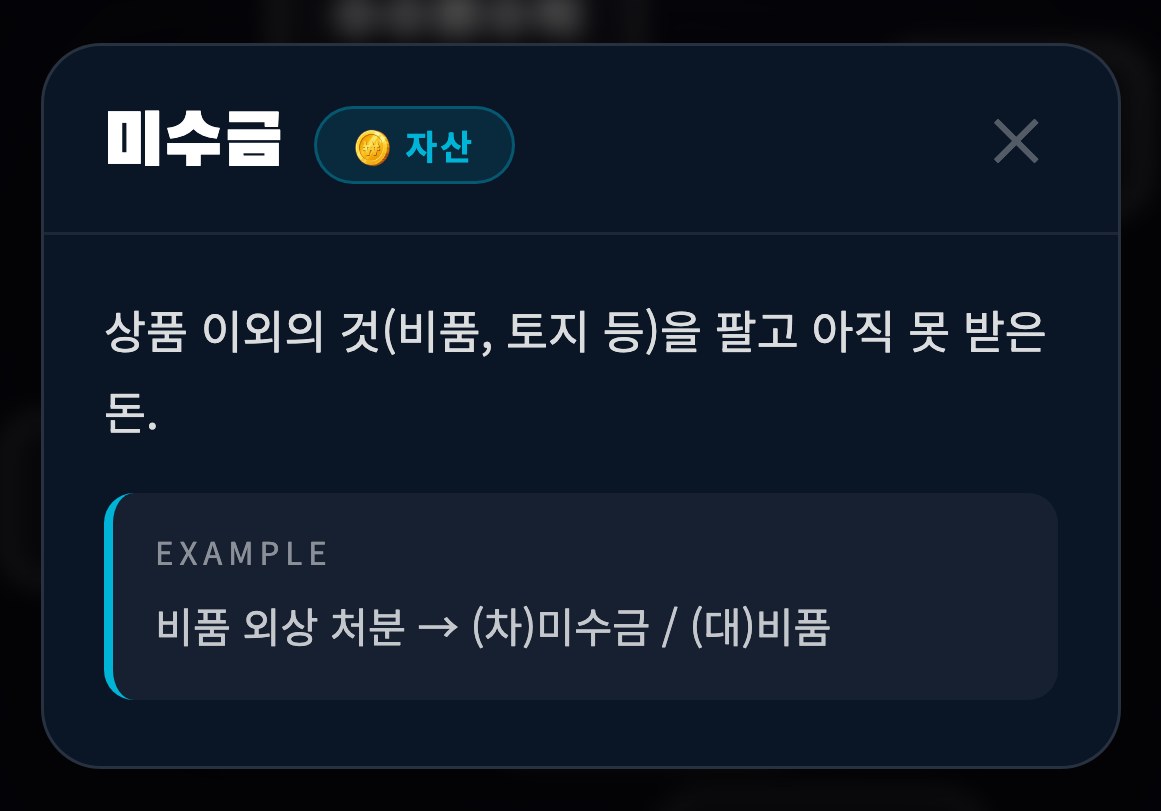 미수금
자산
상품 이외의 것(비품, 토지 등)을 팔고 아직 못 받은
돈.
EXAMPLE
비품 외상 처분 → (차)미수금 / (대)비품